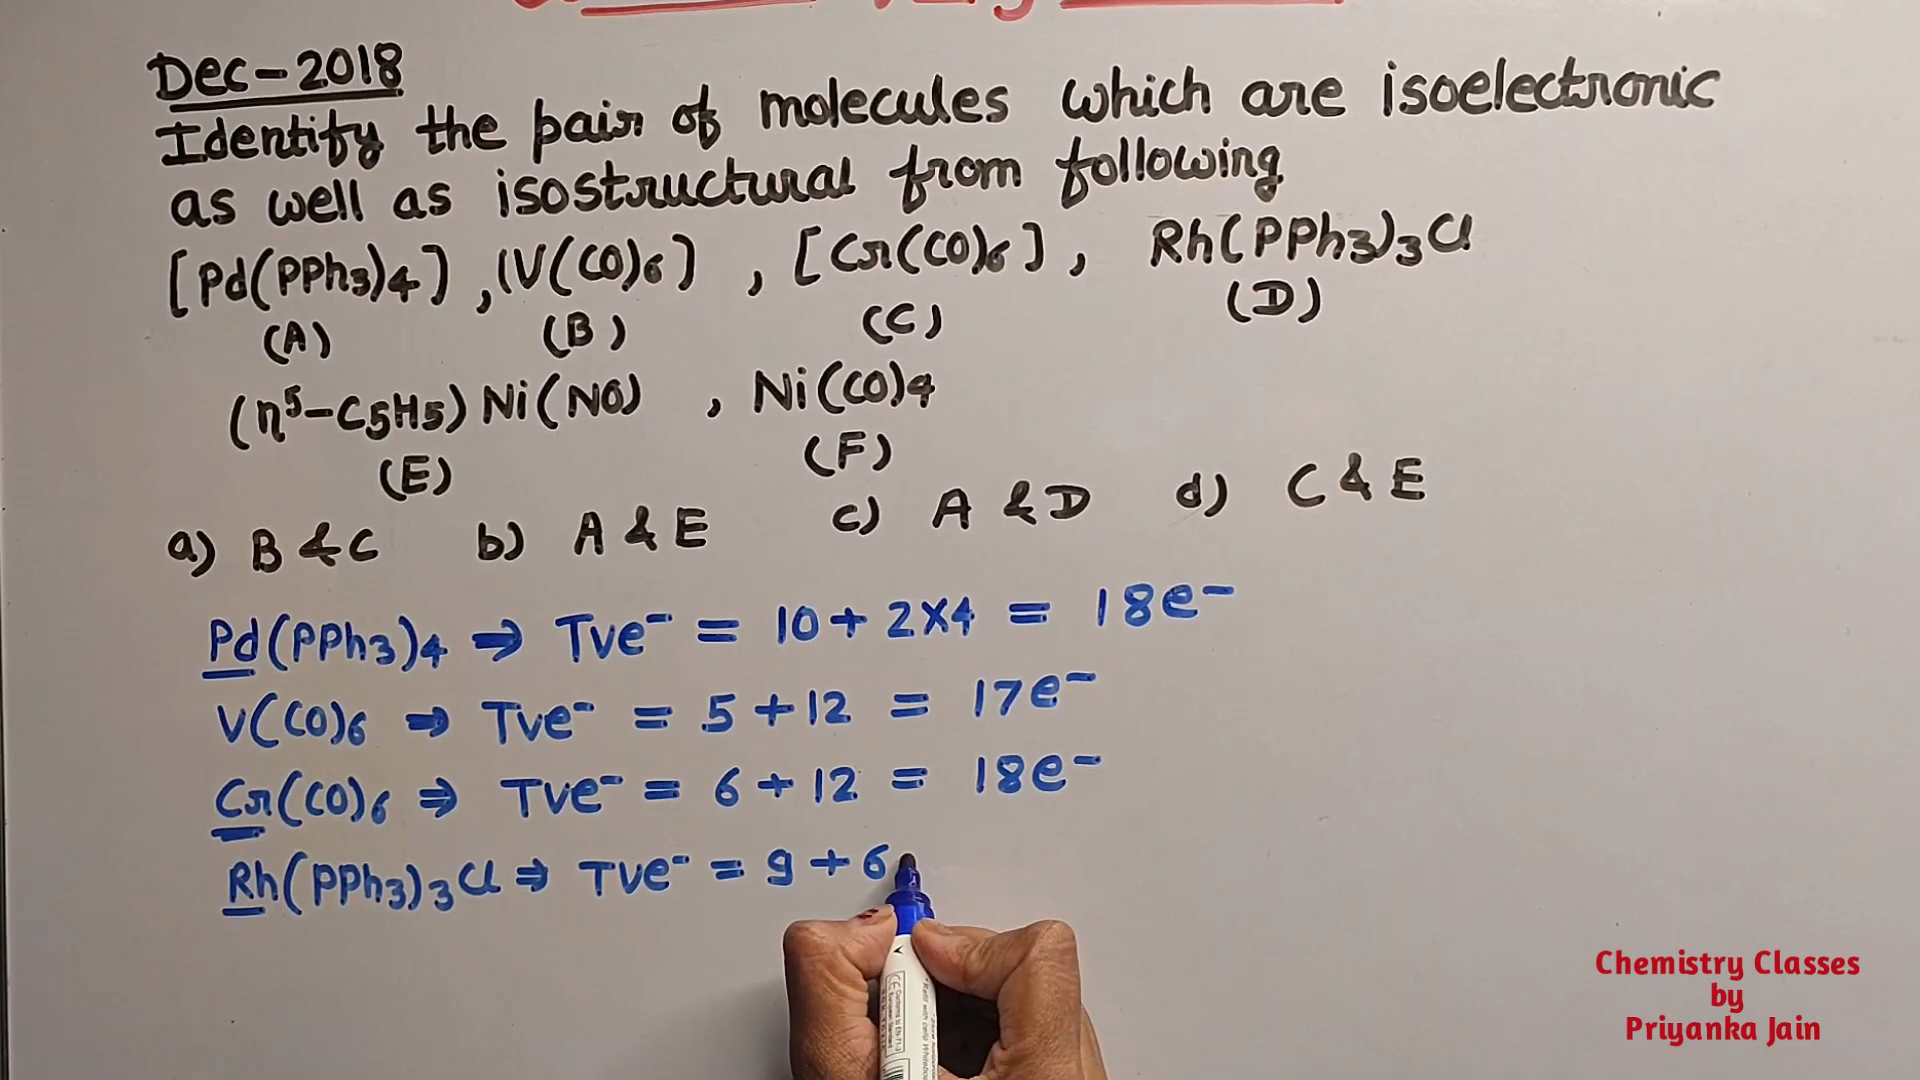 Dec-2018
Identify the pair of molecules which are isoelectronic
as well as isostructural from following
[Pd(PPh3)4] , (V(CO)6] , [Cr(CO)6] , Rh(PPh3)3Cl
(A) (B) (C) (D)
(η5-C5H5) Ni(NO) , Ni(CO)4
(E) (F)
a) B & C b) A & E c) A & D d) C & E
Pd(PPh3)4 ⇒ Tve- = 10 + 2x4 = 18e-
V(CO)6 ⇒ Tve- = 5 + 12 = 17e-
Cr(CO)6 ⇒ Tve- = 6 + 12 = 18e-
Rh(PPh3)3Cl ⇒ Tve- = 9 + 6
Chemistry Classes
by
Priyanka Jain